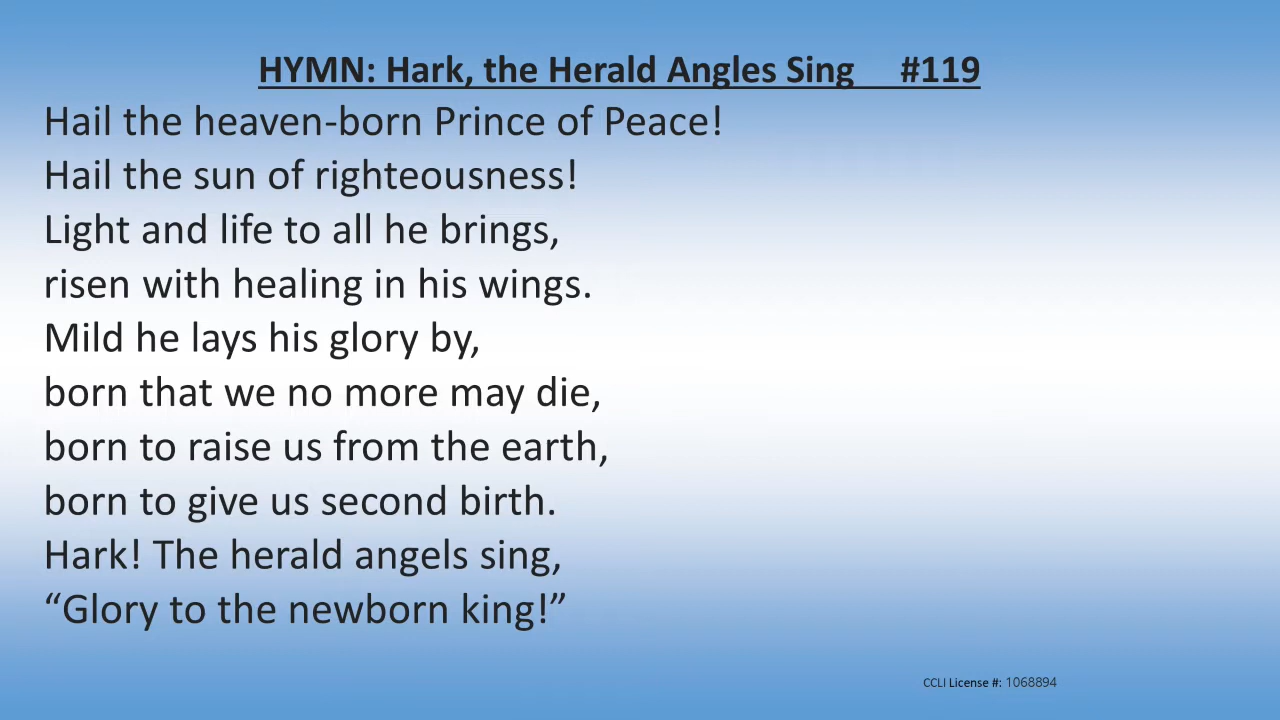 HYMN: Hark, the Herald Angles Sing #119
Hail the heaven-born Prince of Peace!
Hail the sun of righteousness!
Light and life to all he brings,
risen with healing in his wings.
Mild he lays his glory by,
born that we no more may die,
born to raise us from the earth,
born to give us second birth.
Hark! The herald angels sing,
“Glory to the newborn king!”
CCLI License #: 1068894